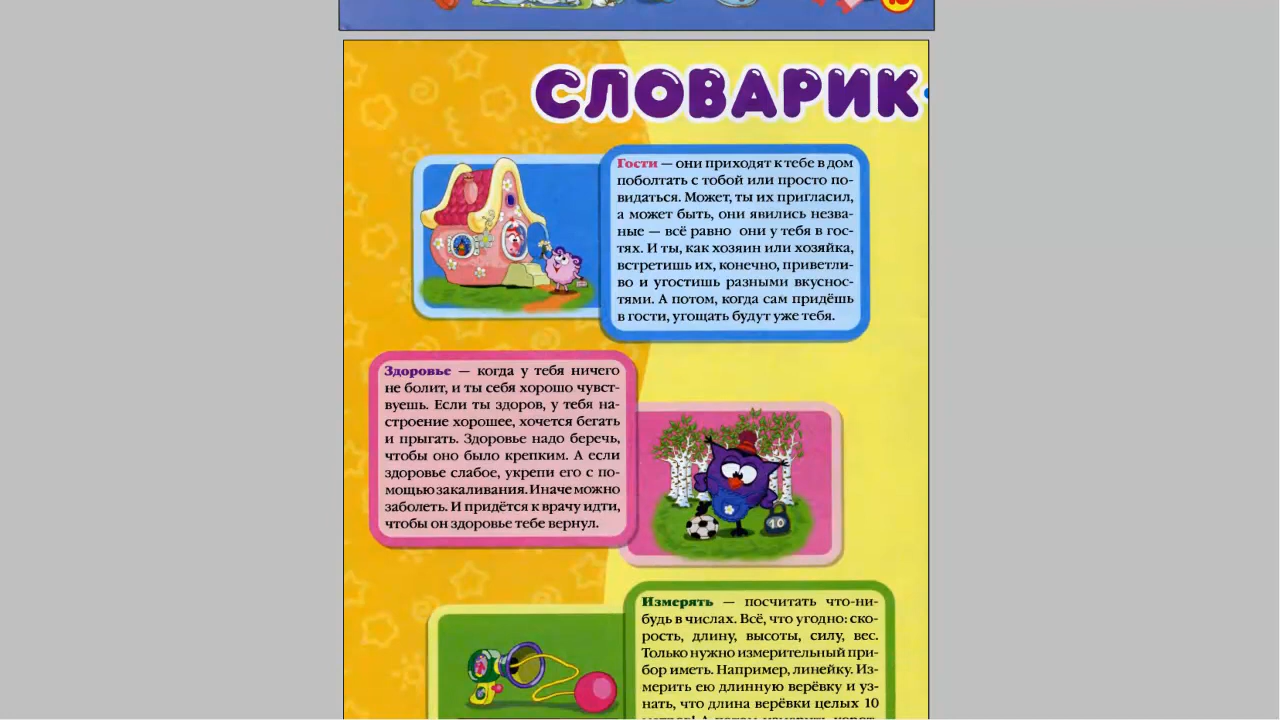 СЛОВАРИК
Гости — они приходят к тебе в дом
поболтать с тобой или просто по-
видаться. Может, ты их пригласил,
а может быть, они явились незва-
ные — всё равно они у тебя в гос-
тях. И ты, как хозяин или хозяйка,
встретишь их, конечно, приветли-
во и угостишь разными вкуснос-
тями. А потом, когда сам придёшь
в гости, угощать будут уже тебя.
Здоровье — когда у тебя ничего
не болит, и ты себя хорошо чувст-
вуешь. Если ты здоров, у тебя на-
строение хорошее, хочется бегать
и прыгать. Здоровье надо беречь,
чтобы оно было крепким. А если
здоровье слабое, укрепи его с по-
мощью закаливания. Иначе можно
заболеть. И придётся к врачу идти,
чтобы он здоровье тебе вернул.
10
Измерять — посчитать что-ни-
будь в числах. Всё, что угодно: ско-
рость, длину, высоты, силу, вес.
Только нужно измерительный при-
бор иметь. Например, линейку. Из-
мерить ею длинную верёвку и уз-
нать, что длина верёвки целых 10